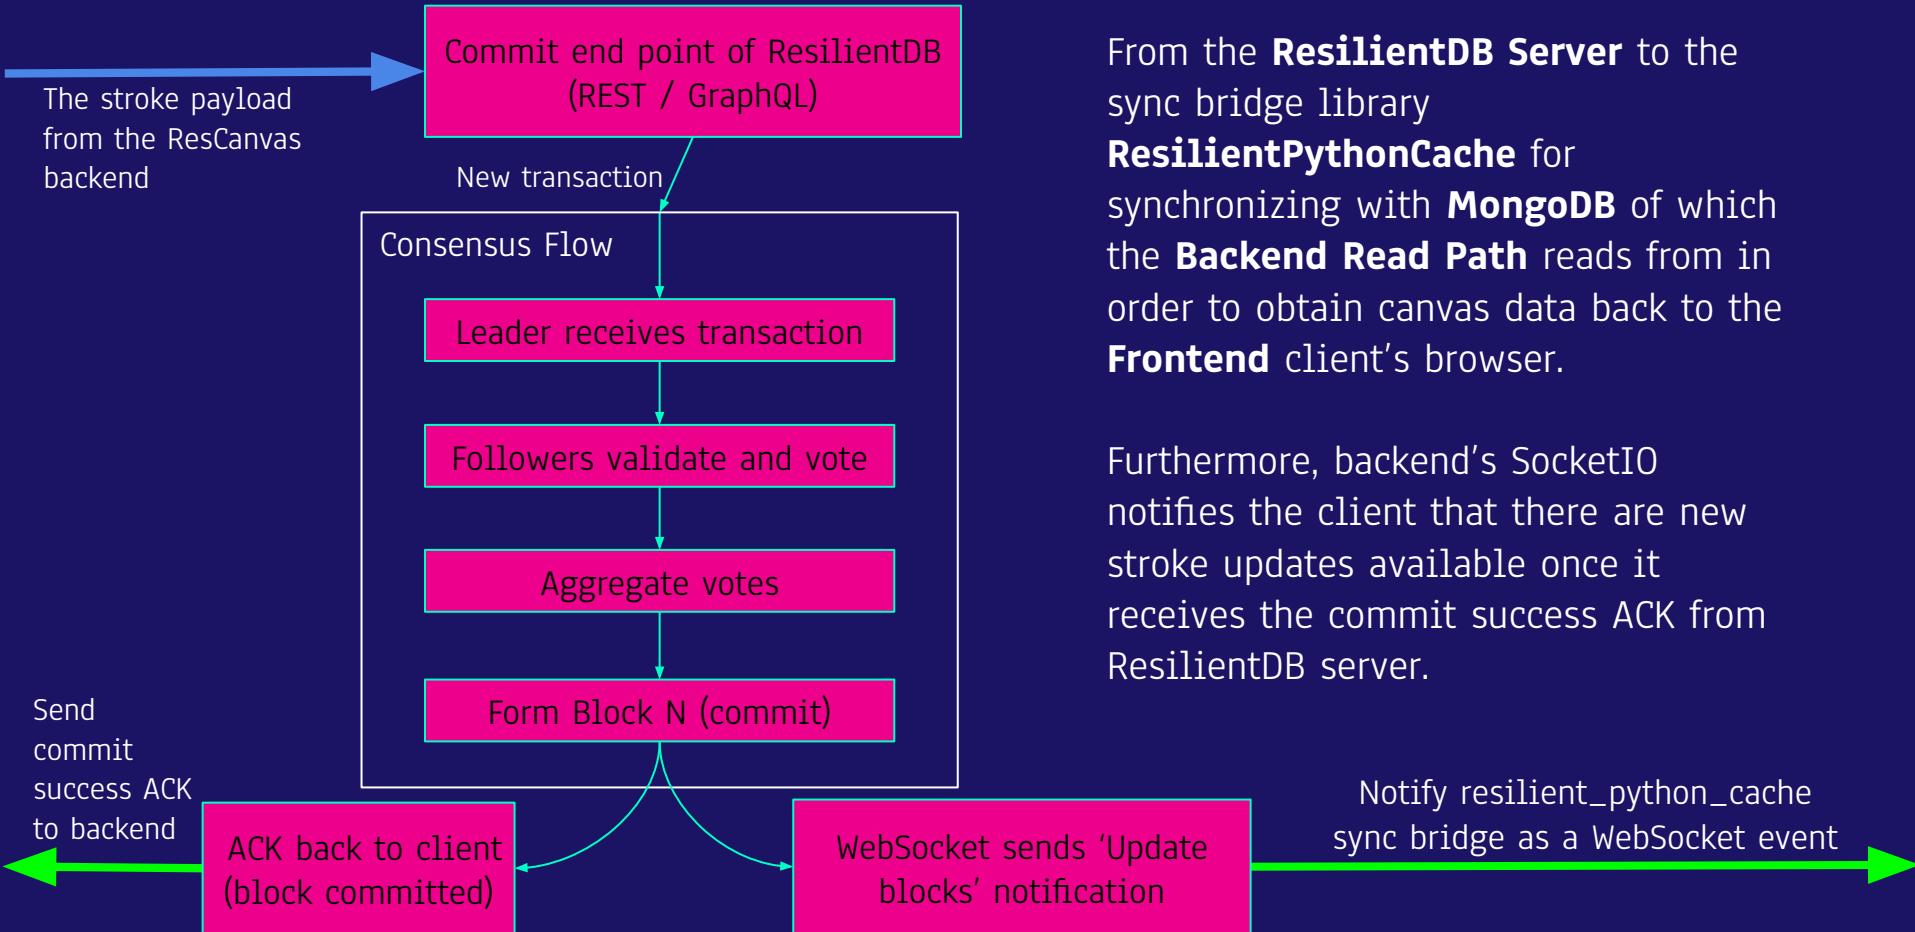 Commit end point of ResilientDB
(REST / GraphQL)
The stroke payload
from the ResCanvas
backend
New transaction
Consensus Flow
Leader receives transaction
Followers validate and vote
Aggregate votes
Form Block N (commit)
Send
commit
success ACK
to backend
ACK back to client
(block committed)
WebSocket sends ‘Update
blocks’ notification
Notify resilient_python_cache
sync bridge as a WebSocket event
From the ResilientDB Server to the
sync bridge library
ResilientPythonCache for
synchronizing with MongoDB of which
the Backend Read Path reads from in
order to obtain canvas data back to the
Frontend client’s browser.
Furthermore, backend’s SocketIO
notifies the client that there are new
stroke updates available once it
receives the commit success ACK from
ResilientDB server.